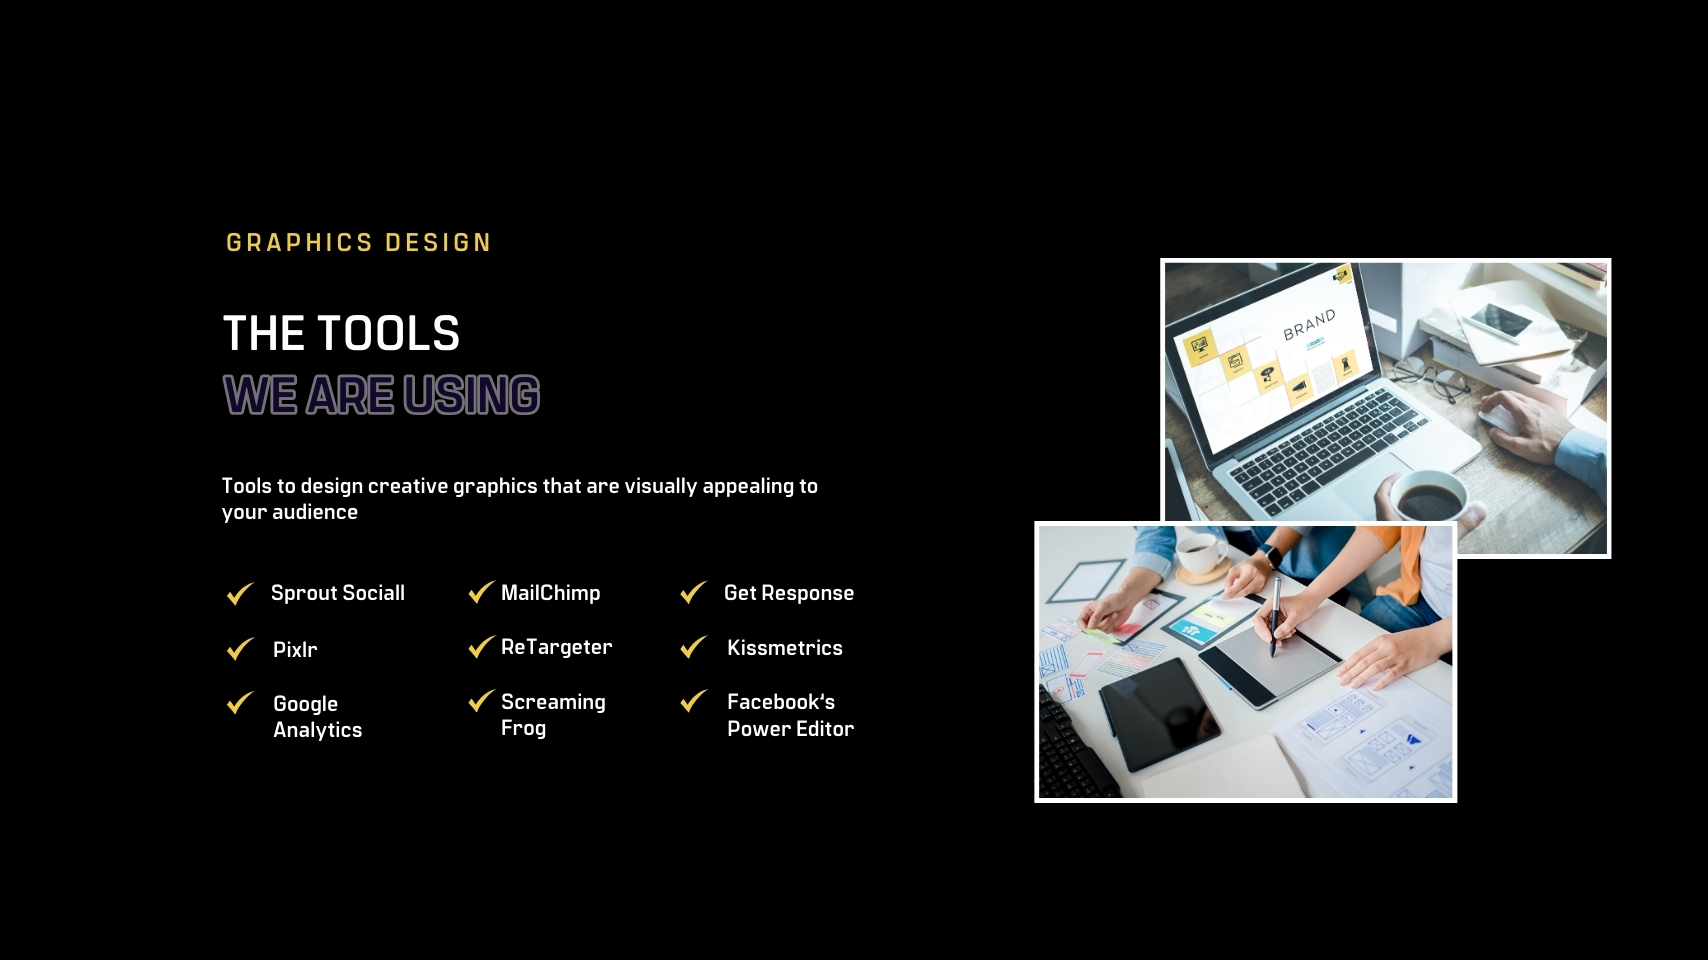 GRAPHICS DESIGN
THE TOOLS
WE ARE USING
Tools to design creative graphics that are visually appealing to
your audience
Sprout Sociall
MailChimp
Get Response
Pixlr
ReTargeter
Kissmetrics
Google
Analytics
Screaming
Frog
Facebook's
Power Editor
BRAND